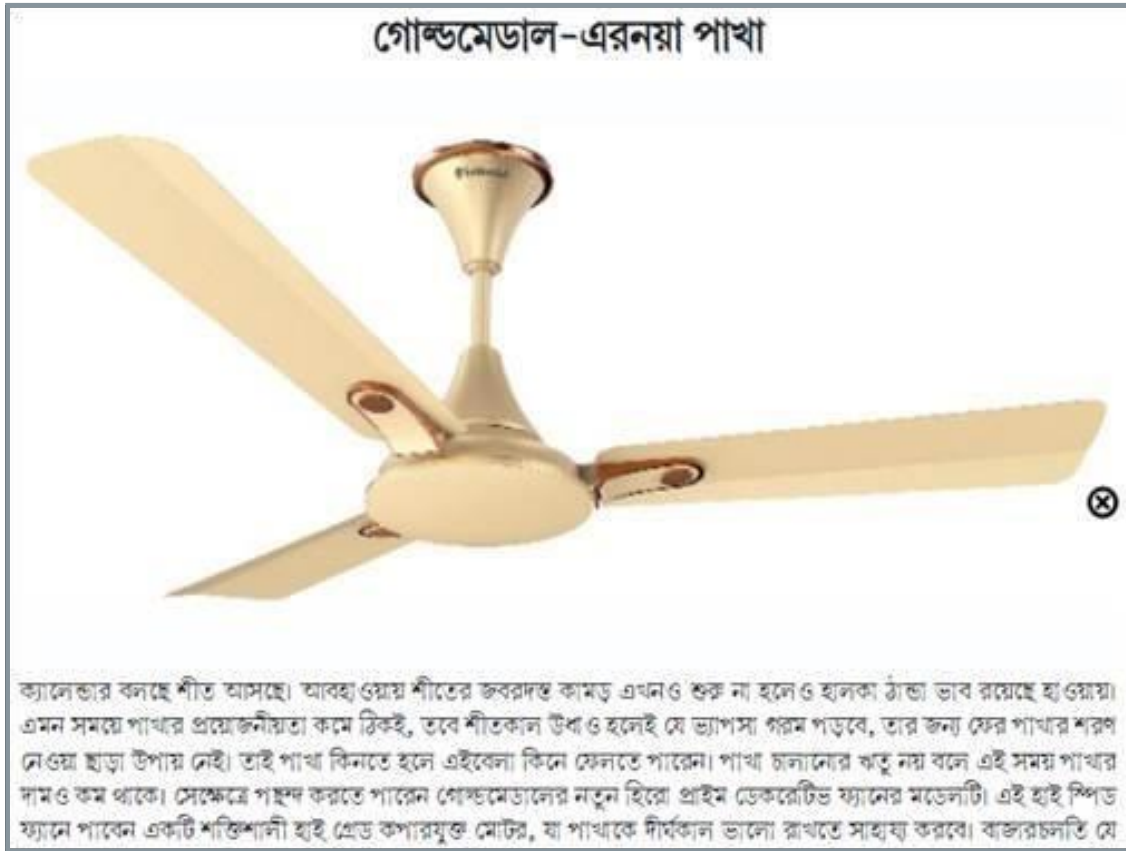 গোল্ডমেডাল-এরনয়া পাখা
ক্যালেন্ডার বলছে শীত আসছে। আবহাওয়ায় শীতের জবরদস্ত কামড় এখনও শুরু না হলেও হালকা ঠান্ডা ভাব রয়েছে হাওয়ায়।
এমন সময়ে পাখার প্রয়োজনীয়তা কমে ঠিকই, তবে শীতকাল উধাও হলেই যে ভ্যাপসা গরম পড়বে, তার জন্য ফের পাখার শরণ
নেওয়া ছাড়া উপায় নেই। তাই পাখা কিনতে হলে এইবেলা কিনে ফেলতে পারেন। পাখা চালানোর ঋতু নয় বলে এই সময় পাখার
দামও কম থাকে। সেক্ষেত্রে পছন্দ করতে পারেন গোল্ডমেডালের নতুন হিরো প্রাইম ডেকরেটিভ ফ্যানের মডেলটি। এই হাই স্পিড
ফ্যানে পাবেন একটি শক্তিশালী হাই গ্রেড কপারযুক্ত মোটর, যা পাখাকে দীর্ঘকাল ভালো রাখতে সাহায্য করবে। বাজারচলতি যে